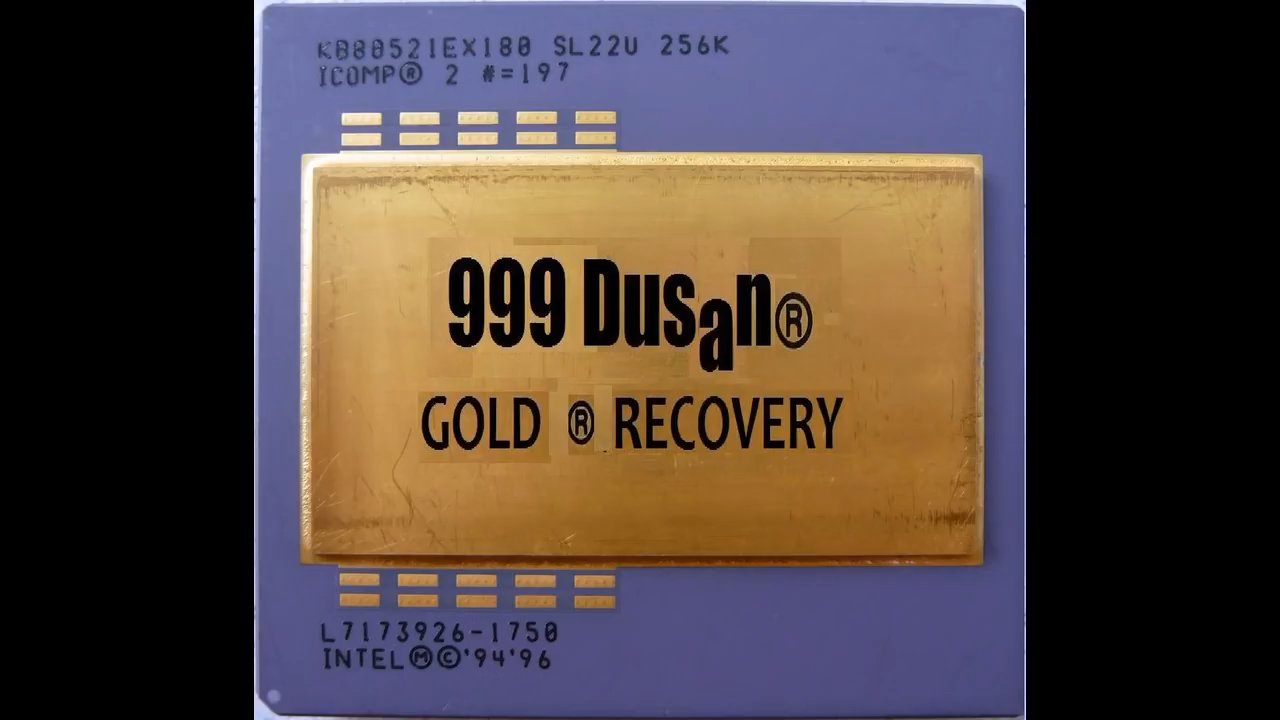 KB80521EX180 SL22U 256K
ICOMP® 2 #=197
999 Dusan®
GOLD ® RECOVERY
L7173926-1750
INTEL Ⓜ©'94'96